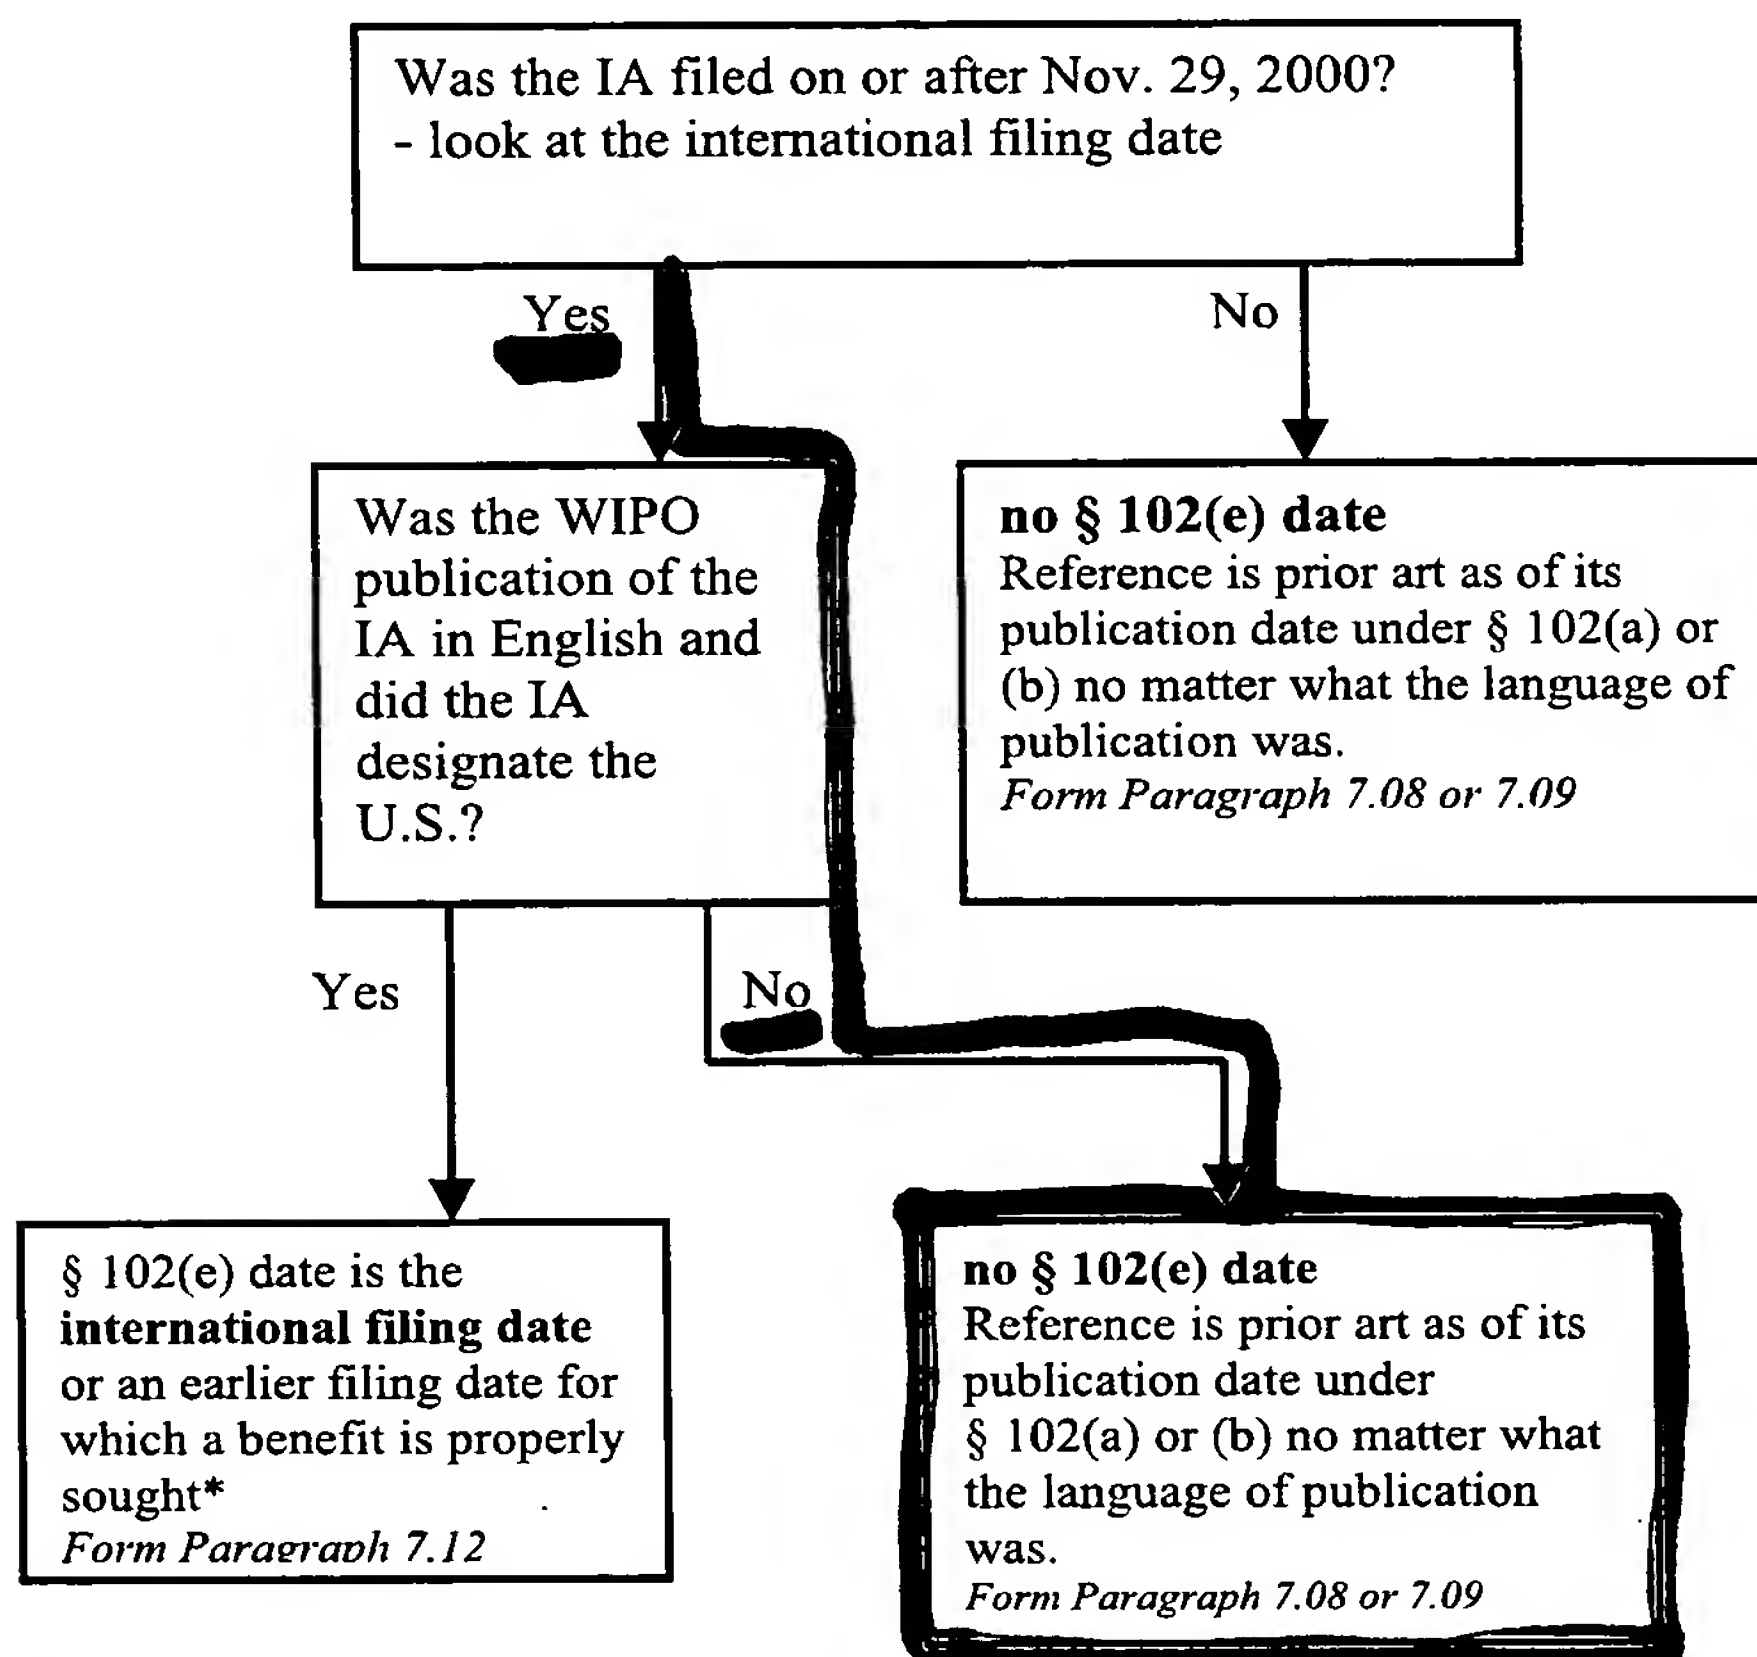 Was the IA filed on or after Nov. 29, 2000?
- look at the international filing date
Yes
No
Was the WIPO
publication of the
IA in English and
did the IA
designate the
U.S.?
no § 102(e) date
Reference is prior art as of its
publication date under § 102(a) or
(b) no matter what the language of
publication was.
Form Paragraph 7.08 or 7.09
Yes
No
§ 102(e) date is the
international filing date
or an earlier filing date for
which a benefit is properly
sought*
Form Paragraph 7.12
no § 102(e) date
Reference is prior art as of its
publication date under
§ 102(a) or (b) no matter what
the language of publication
was.
Form Paragraph 7.08 or 7.09